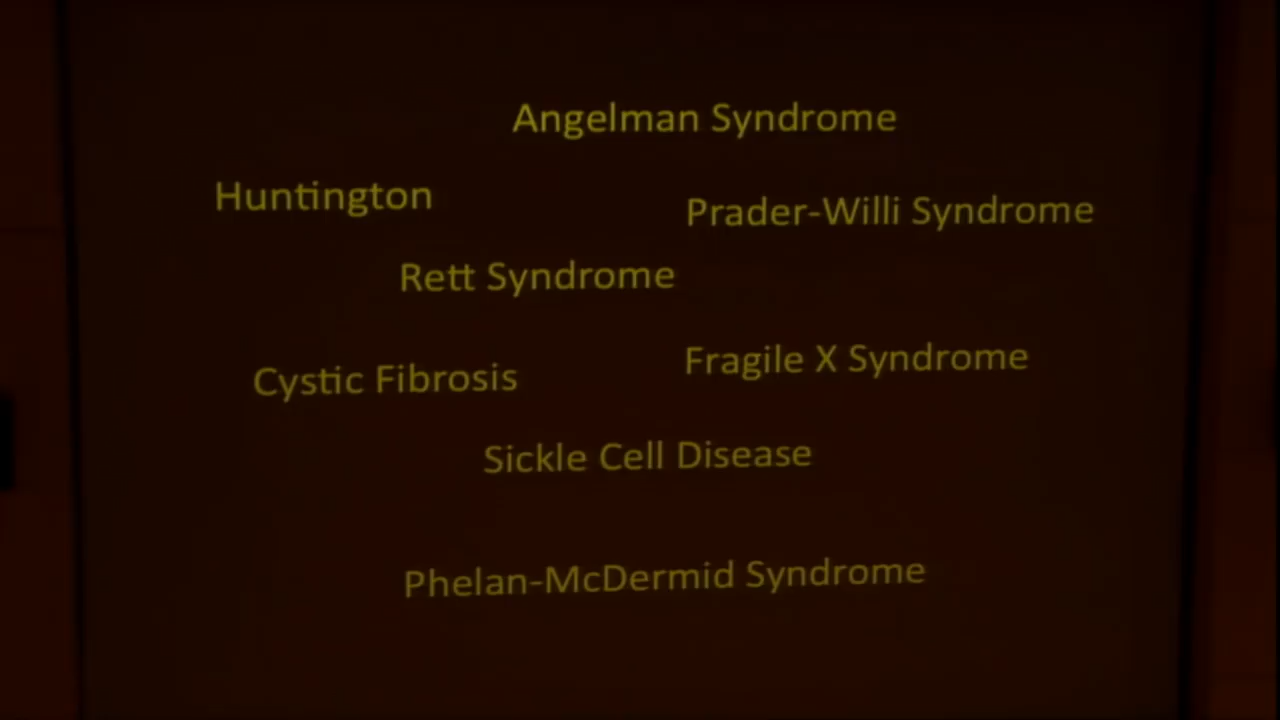 Angelman Syndrome
Huntington
Prader-Willi Syndrome
Rett Syndrome
Fragile X Syndrome
Cystic Fibrosis
Sickle Cell Disease
Phelan-McDermid Syndrome